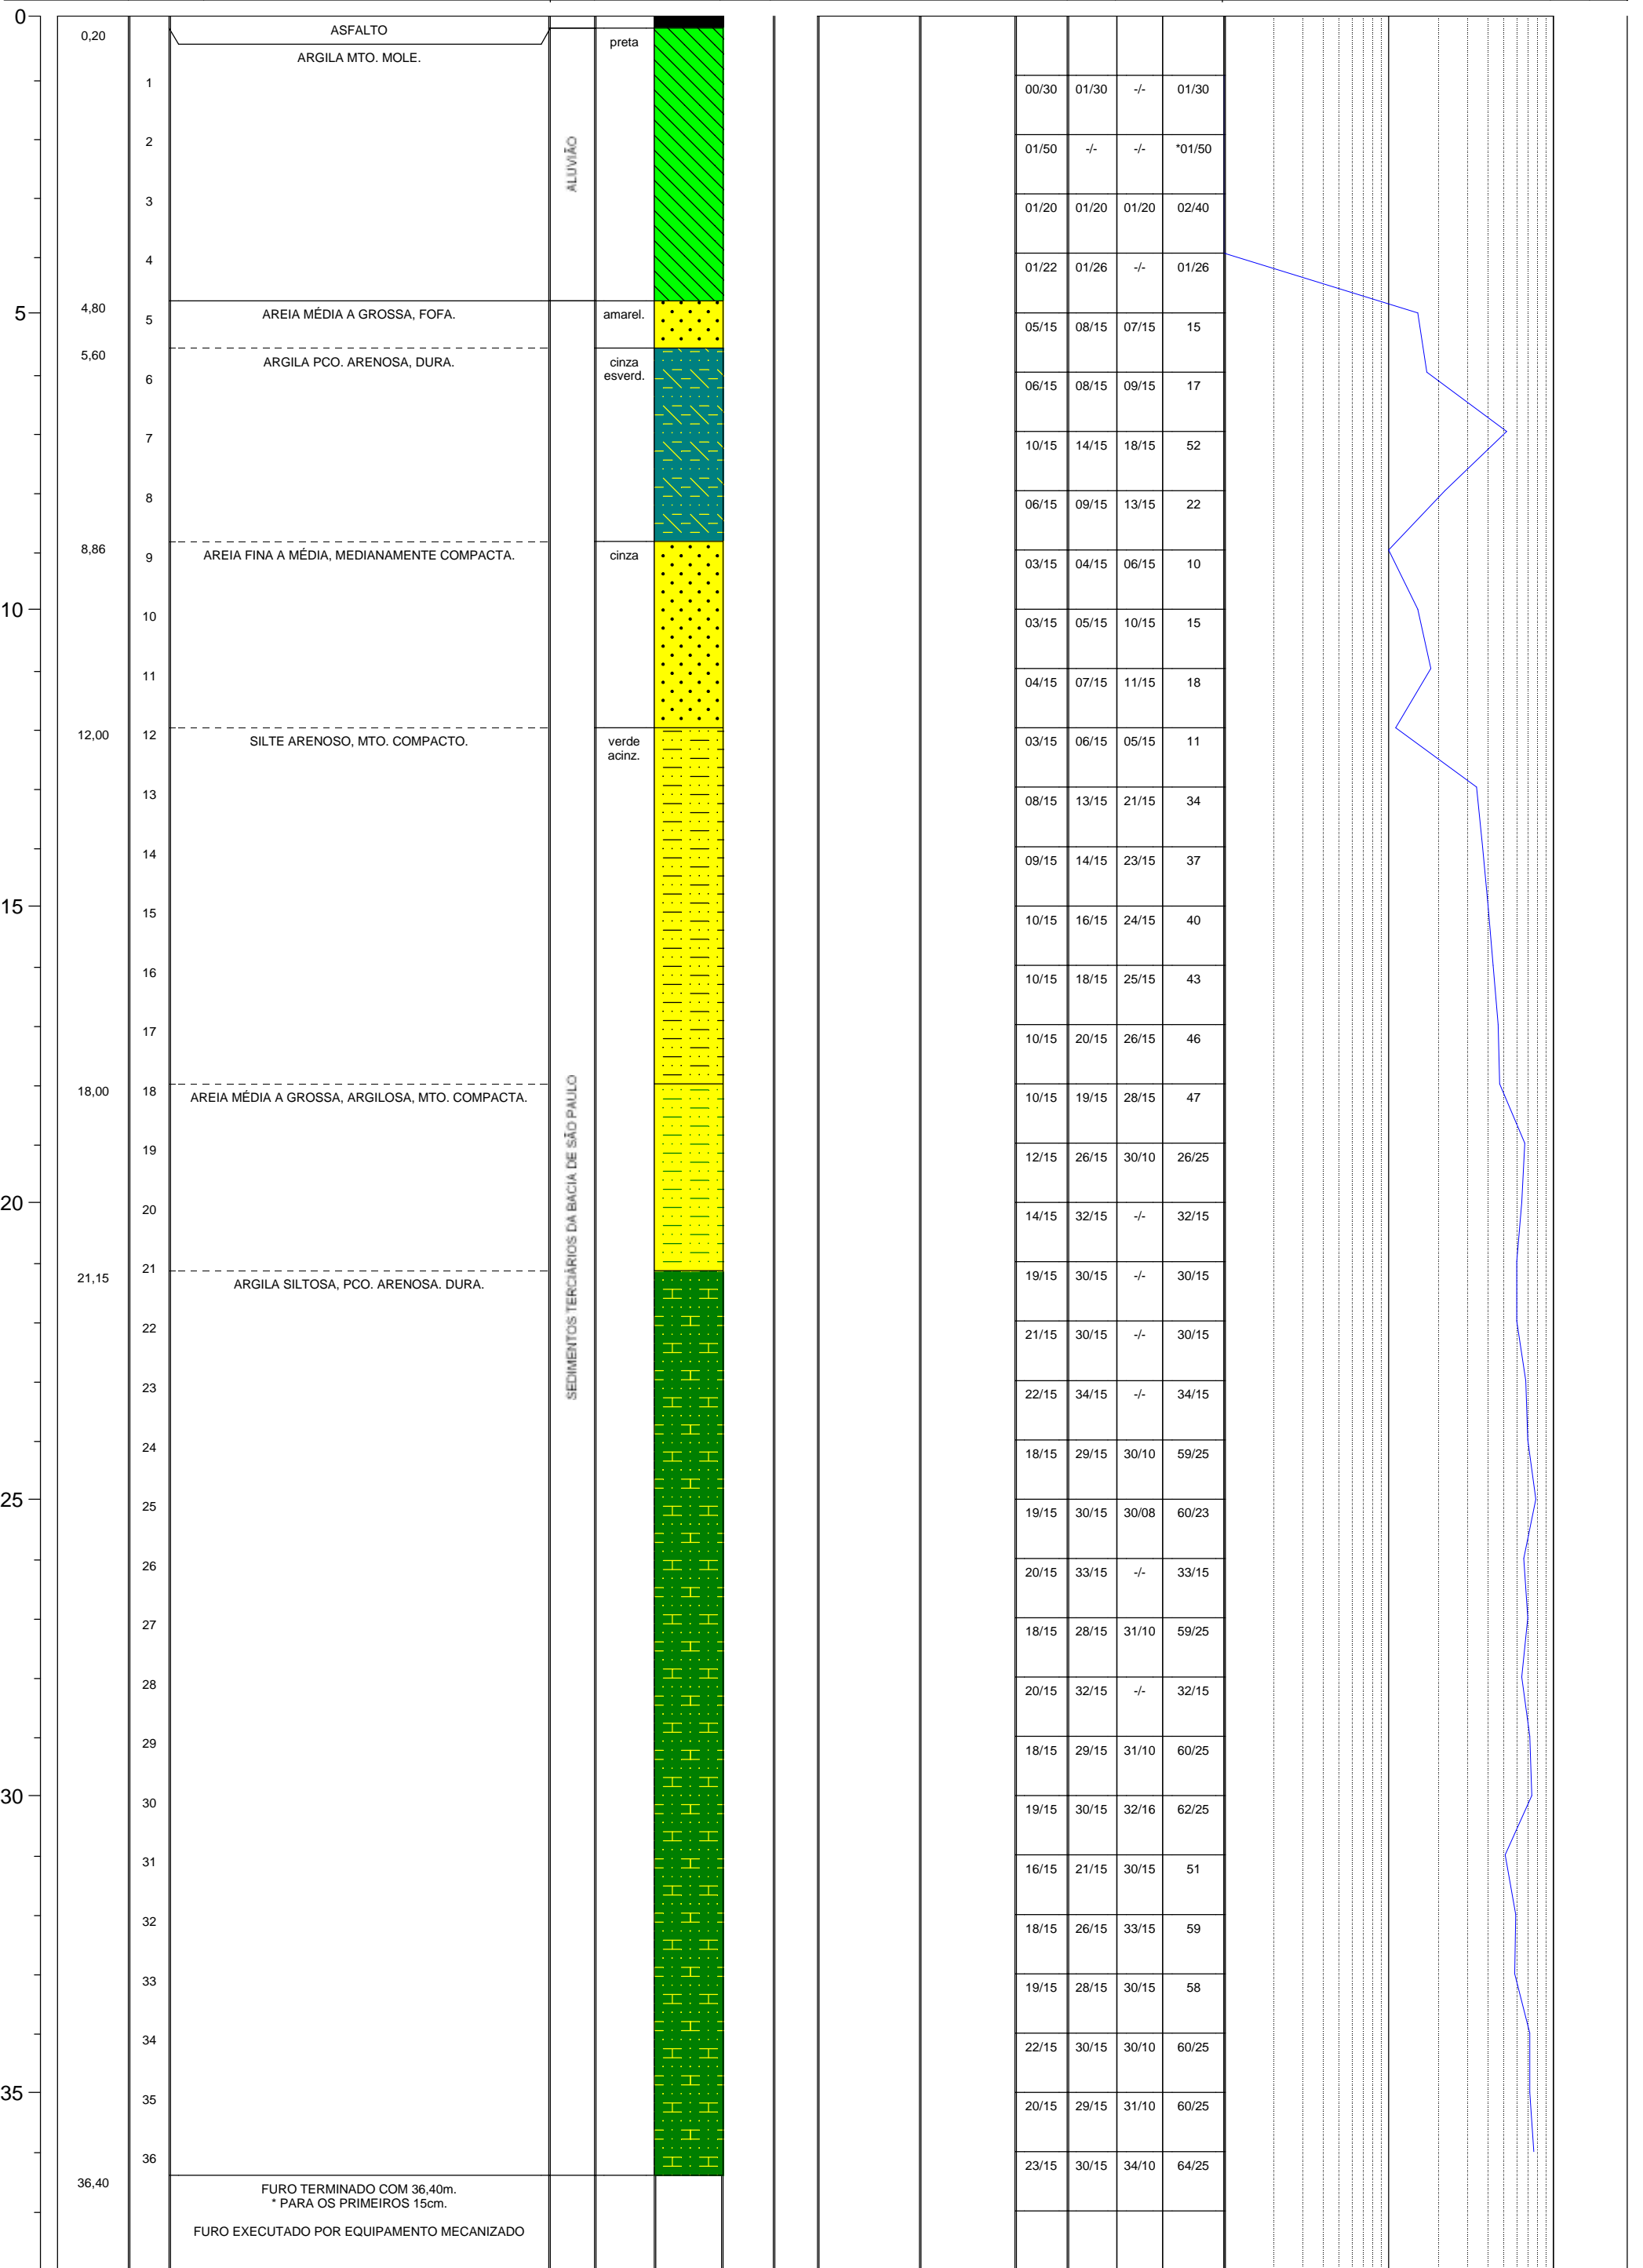 0
0,20
ASFALTO
preta
ARGILA MTO. MOLE.
ALUVIÃO
1
00/30 01/30 -/- 01/30
2
01/50 -/- -/- *01/50
3
01/20 01/20 01/20 02/40
4
01/22 01/26 -/- 01/26
4,80
AREIA MÉDIA A GROSSA, FOFA.
amarel.
5
5
05/15 08/15 07/15 15
5,60
ARGILA PCO. ARENOSA, DURA.
cinza
esverd.
6
06/15 08/15 09/15 17
7
10/15 14/15 18/15 52
8
06/15 09/15 13/15 22
8,86
9
AREIA FINA A MÉDIA, MEDIANAMENTE COMPACTA.
cinza
03/15 04/15 06/15 10
10
10
03/15 05/15 10/15 15
11
04/15 07/15 11/15 18
12,00
12
SILTE ARENOSO, MTO. COMPACTO.
verde
acinz.
03/15 06/15 05/15 11
13
08/15 13/15 21/15 34
14
09/15 14/15 23/15 37
15
15
10/15 16/15 24/15 40
16
10/15 18/15 25/15 43
17
10/15 20/15 26/15 46
SEDIMENTOS TERCIÁRIOS DA BACIA DE SÃO PAULO
18,00
18
AREIA MÉDIA A GROSSA, ARGILOSA, MTO. COMPACTA.
10/15 19/15 28/15 47
19
12/15 26/15 30/10 26/25
20
20
14/15 32/15 -/- 32/15
21
21,15
ARGILA SILTOSA, PCO. ARENOSA. DURA.
19/15 30/15 -/- 30/15
22
21/15 30/15 -/- 30/15
23
22/15 34/15 -/- 34/15
24
18/15 29/15 30/10 59/25
25
25
19/15 30/15 30/08 60/23
26
20/15 33/15 -/- 33/15
27
18/15 28/15 31/10 59/25
28
20/15 32/15 -/- 32/15
29
18/15 29/15 31/10 60/25
30
30
19/15 30/15 32/16 62/25
31
16/15 21/15 30/15 51
32
18/15 26/15 33/15 59
33
19/15 28/15 30/15 58
34
22/15 30/15 30/10 60/25
35
35
20/15 29/15 31/10 60/25
36
23/15 30/15 34/10 64/25
36,40
FURO TERMINADO COM 36,40m.
* PARA OS PRIMEIROS 15cm.
FURO EXECUTADO POR EQUIPAMENTO MECANIZADO